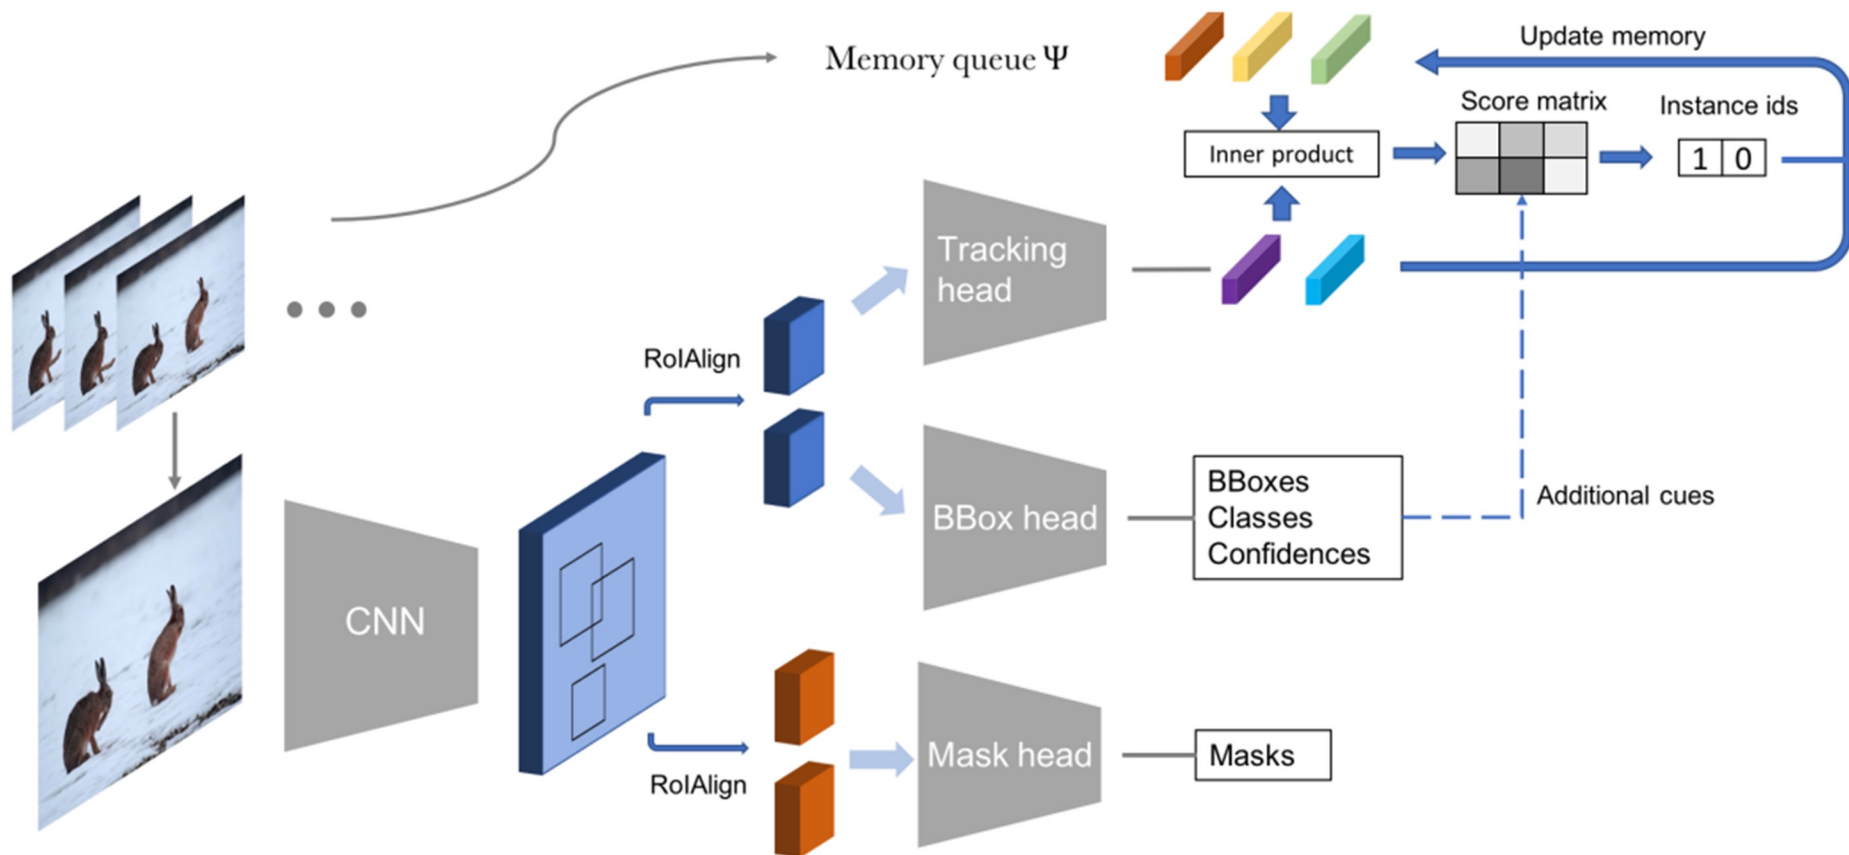 Memory queue Ψ
Update memory
Score matrix
Instance ids
Inner product
1 0
Tracking
head
RoIAlign
BBox head
BBoxes
Classes
Confidences
Additional cues
CNN
RoIAlign
Mask head
Masks